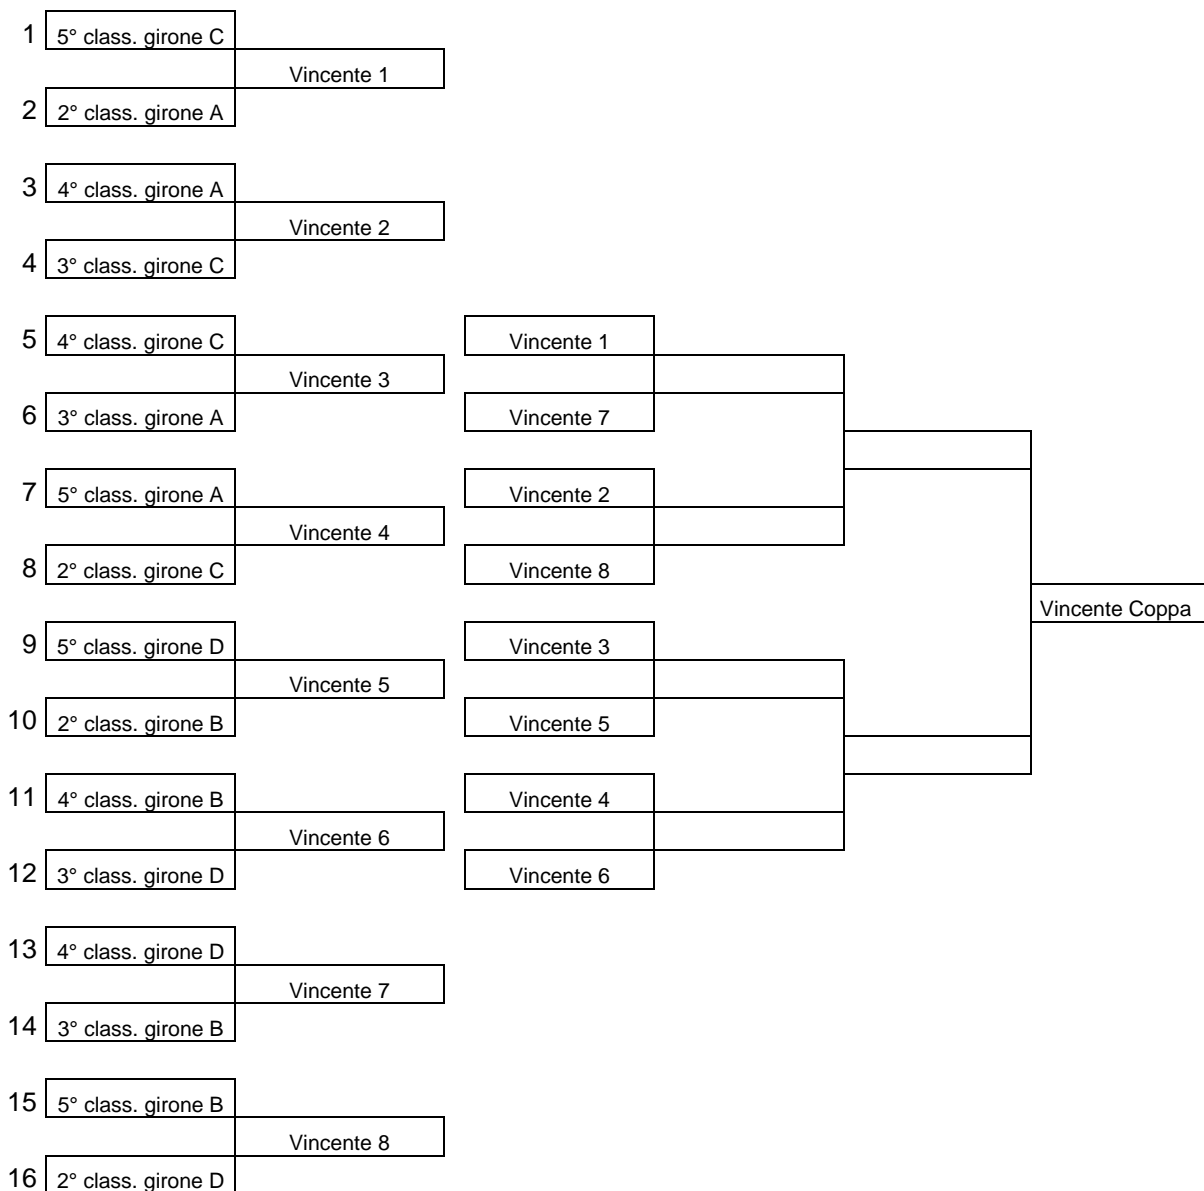 1 5° class. girone C
Vincente 1
2 2° class. girone A
3 4° class. girone A
Vincente 2
4 3° class. girone C
5 4° class. girone C Vincente 1
Vincente 3
6 3° class. girone A Vincente 7
7 5° class. girone A Vincente 2
Vincente 4
8 2° class. girone C Vincente 8
Vincente Coppa
9 5° class. girone D Vincente 3
Vincente 5
10 2° class. girone B Vincente 5
11 4° class. girone B Vincente 4
Vincente 6
12 3° class. girone D Vincente 6
13 4° class. girone D
Vincente 7
14 3° class. girone B
15 5° class. girone B
Vincente 8
16 2° class. girone D